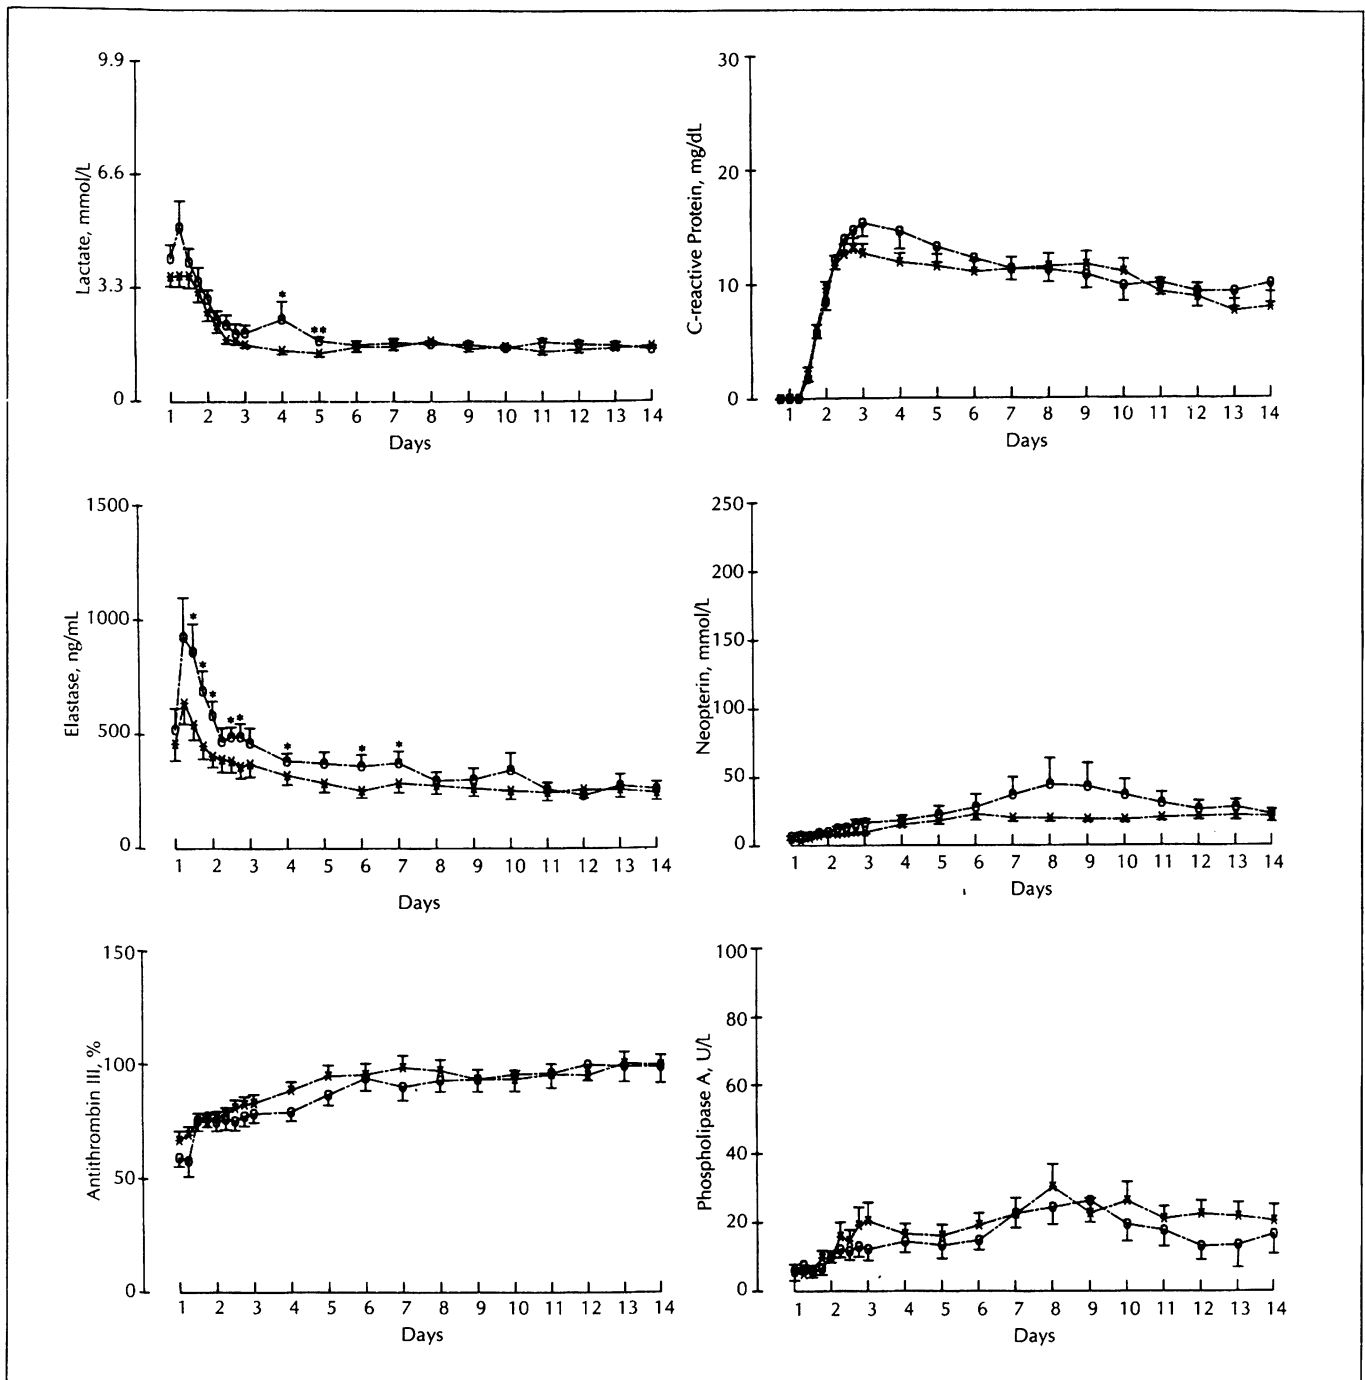 9.9
6.6
3.3
0
Lactate, mmol/L
*
**
1 2 3 4 5 6 7 8 9 10 11 12 13 14
Days
30
20
10
0
C-reactive Protein, mg/dL
1 2 3 4 5 6 7 8 9 10 11 12 13 14
Days
1500
1000
500
0
Elastase, ng/mL
* * * * * * * *
1 2 3 4 5 6 7 8 9 10 11 12 13 14
Days
250
200
150
100
50
0
Neopterin, mmol/L
1 2 3 4 5 6 7 8 9 10 11 12 13 14
Days
150
100
50
0
Antithrombin III, %
1 2 3 4 5 6 7 8 9 10 11 12 13 14
Days
100
80
60
40
20
0
Phospholipase A, U/L
1 2 3 4 5 6 7 8 9 10 11 12 13 14
Days